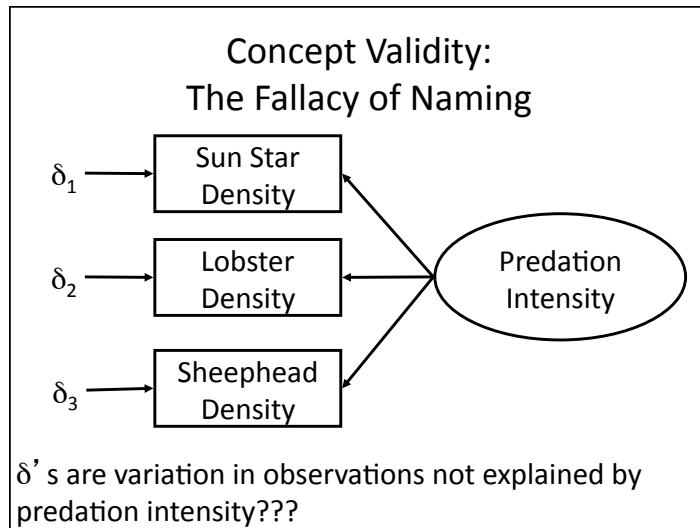 Concept Validity:
The Fallacy of Naming
δ₁
Sun Star
Density
δ₂
Lobster
Density
Predation
Intensity
δ₃
Sheephead
Density
δ’s are variation in observations not explained by
predation intensity???